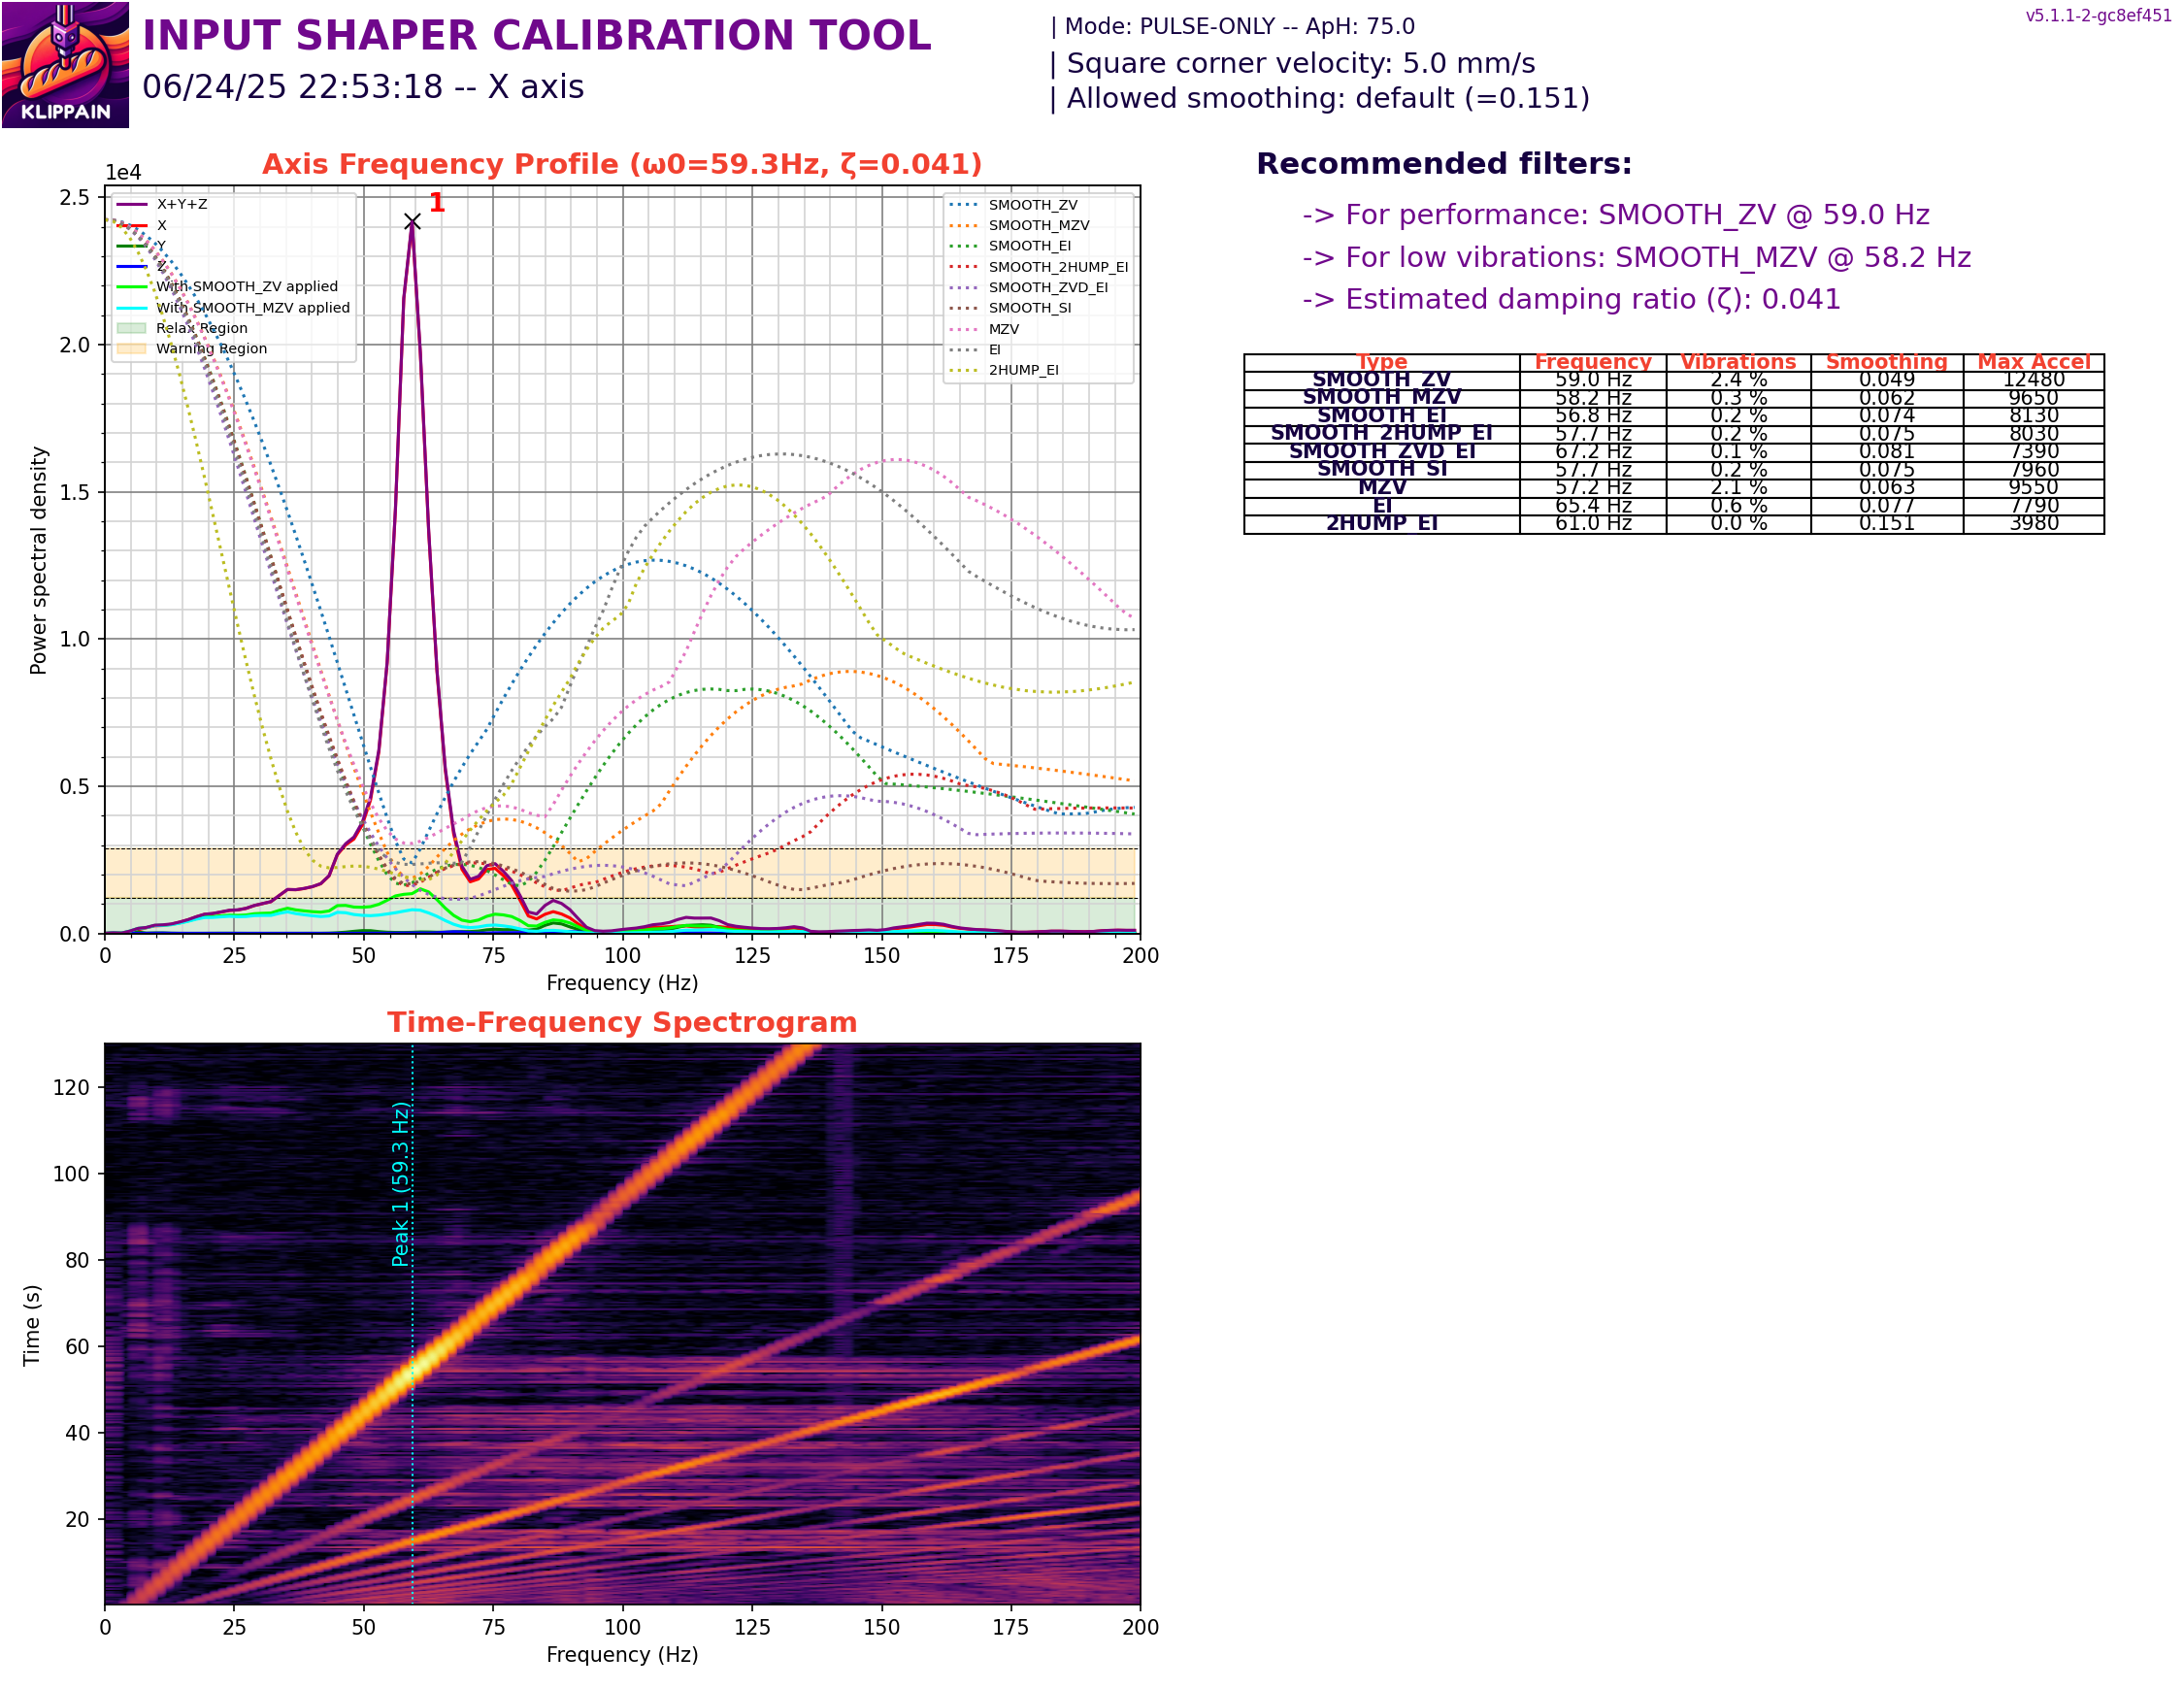 KLIPPAIN
INPUT SHAPER CALIBRATION TOOL
06/24/25 22:53:18 -- X axis
| Mode: PULSE-ONLY -- ApH: 75.0
| Square corner velocity: 5.0 mm/s
| Allowed smoothing: default (=0.151)
v5.1.1-2-gc8ef451
Axis Frequency Profile (ω0=59.3Hz, ζ=0.041)
1e4
2.5
2.0
1.5
1.0
0.5
0.0
Power spectral density
X+Y+Z
X
Y
Z
With SMOOTH_ZV applied
With SMOOTH_MZV applied
Relax Region
Warning Region
1
SMOOTH_ZV
SMOOTH_MZV
SMOOTH_EI
SMOOTH_2HUMP_EI
SMOOTH_ZVD_EI
SMOOTH_SI
MZV
EI
2HUMP_EI
0 25 50 75 100 125 150 175 200
Frequency (Hz)
Recommended filters:
-> For performance: SMOOTH_ZV @ 59.0 Hz
-> For low vibrations: SMOOTH_MZV @ 58.2 Hz
-> Estimated damping ratio (ζ): 0.041
Type Frequency Vibrations Smoothing Max Accel
SMOOTH_ZV 59.0 Hz 2.4 % 0.049 12480
SMOOTH_MZV 58.2 Hz 0.3 % 0.062 9650
SMOOTH_EI 56.8 Hz 0.2 % 0.074 8130
SMOOTH_2HUMP_EI 57.7 Hz 0.2 % 0.075 8030
SMOOTH_ZVD_EI 67.2 Hz 0.1 % 0.081 7390
SMOOTH_SI 57.7 Hz 0.2 % 0.075 7960
MZV 57.2 Hz 2.1 % 0.063 9550
EI 65.4 Hz 0.6 % 0.077 7790
2HUMP_EI 61.0 Hz 0.0 % 0.151 3980
Time-Frequency Spectrogram
120
100
80
60
40
20
Time (s)
Peak 1 (59.3 Hz)
0 25 50 75 100 125 150 175 200
Frequency (Hz)